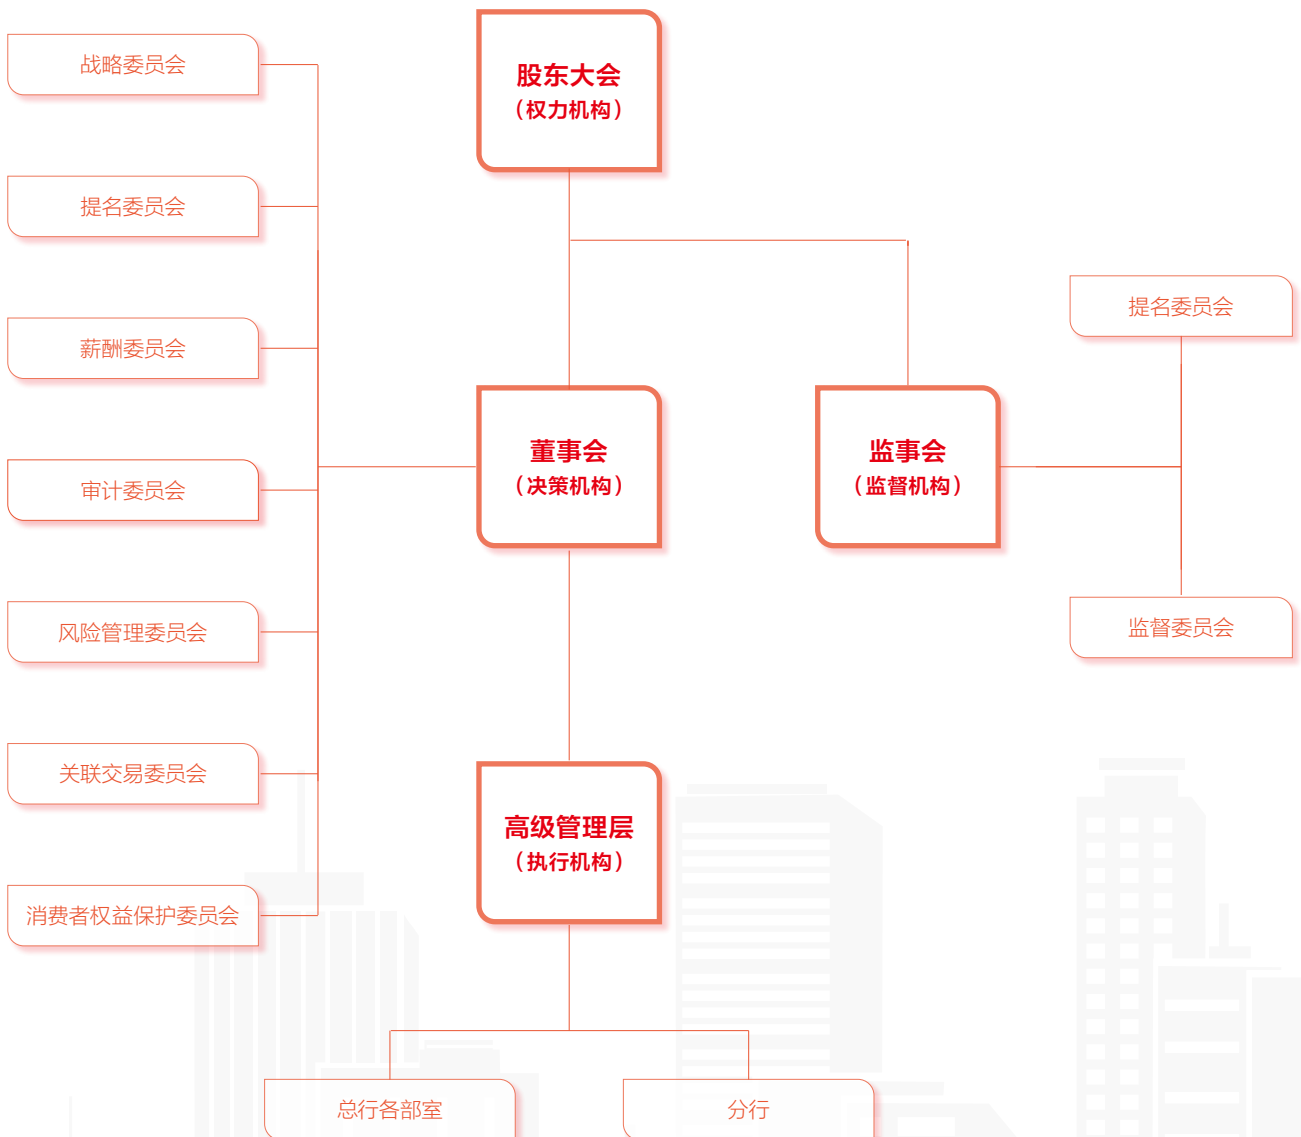 战略委员会
股东大会
（权力机构）
提名委员会
提名委员会
薪酬委员会
董事会
（决策机构）
监事会
（监督机构）
审计委员会
风险管理委员会
监督委员会
关联交易委员会
高级管理层
（执行机构）
消费者权益保护委员会
总行各部室
分行